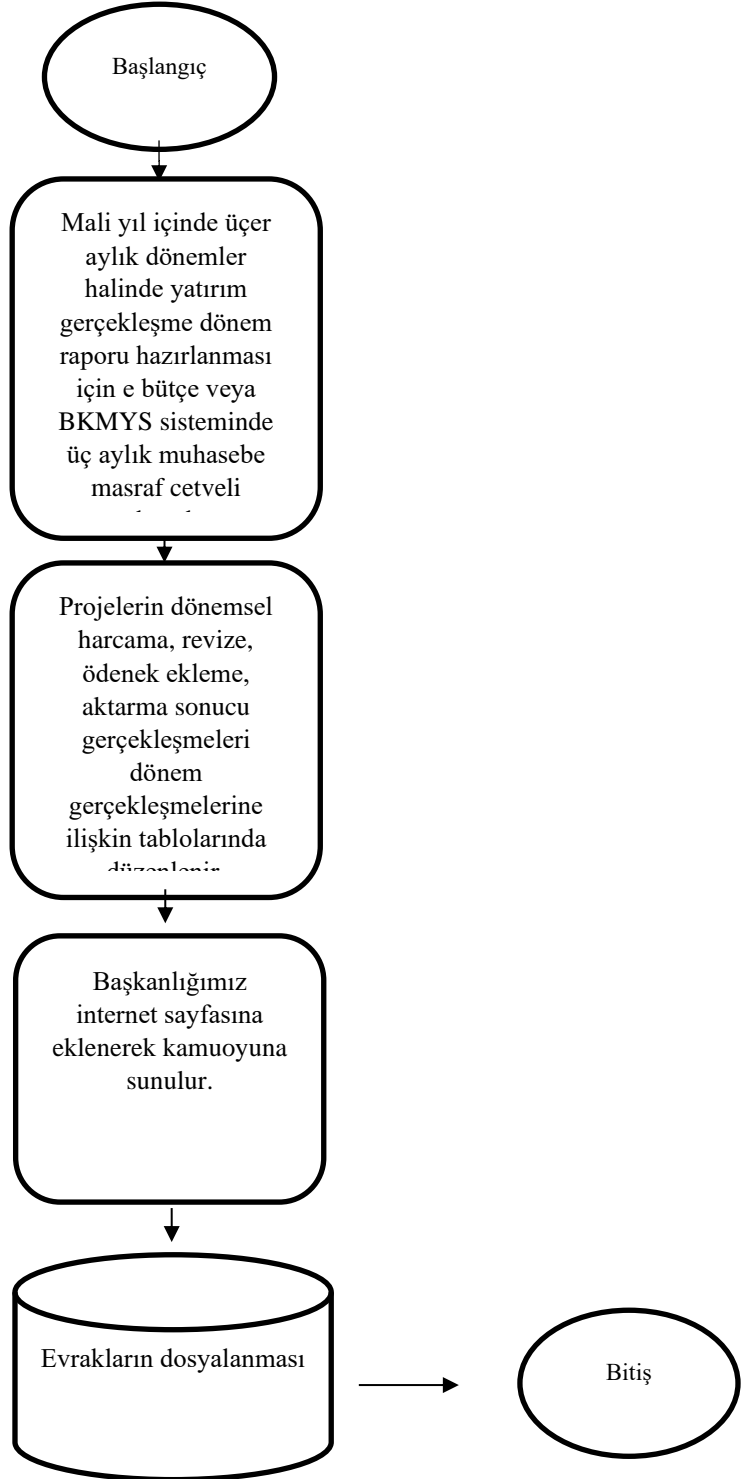 Başlangıç
Mali yıl içinde üçer
aylık dönemler
halinde yatırım
gerçekleşme dönem
raporu hazırlanması
için e bütçe veya
BKMYS sisteminde
üç aylık muhasebe
masraf cetveli
Projelerin dönemsel
harcama, revize,
ödenek ekleme,
aktarma sonucu
gerçekleşmeleri
dönem
gerçekleşmelerine
ilişkin tablolarında
düzenlenir.
Başkanlığımız
internet sayfasına
eklenerek kamuoyuna
sunulur.
Evrakların dosyalanması
Bitiş